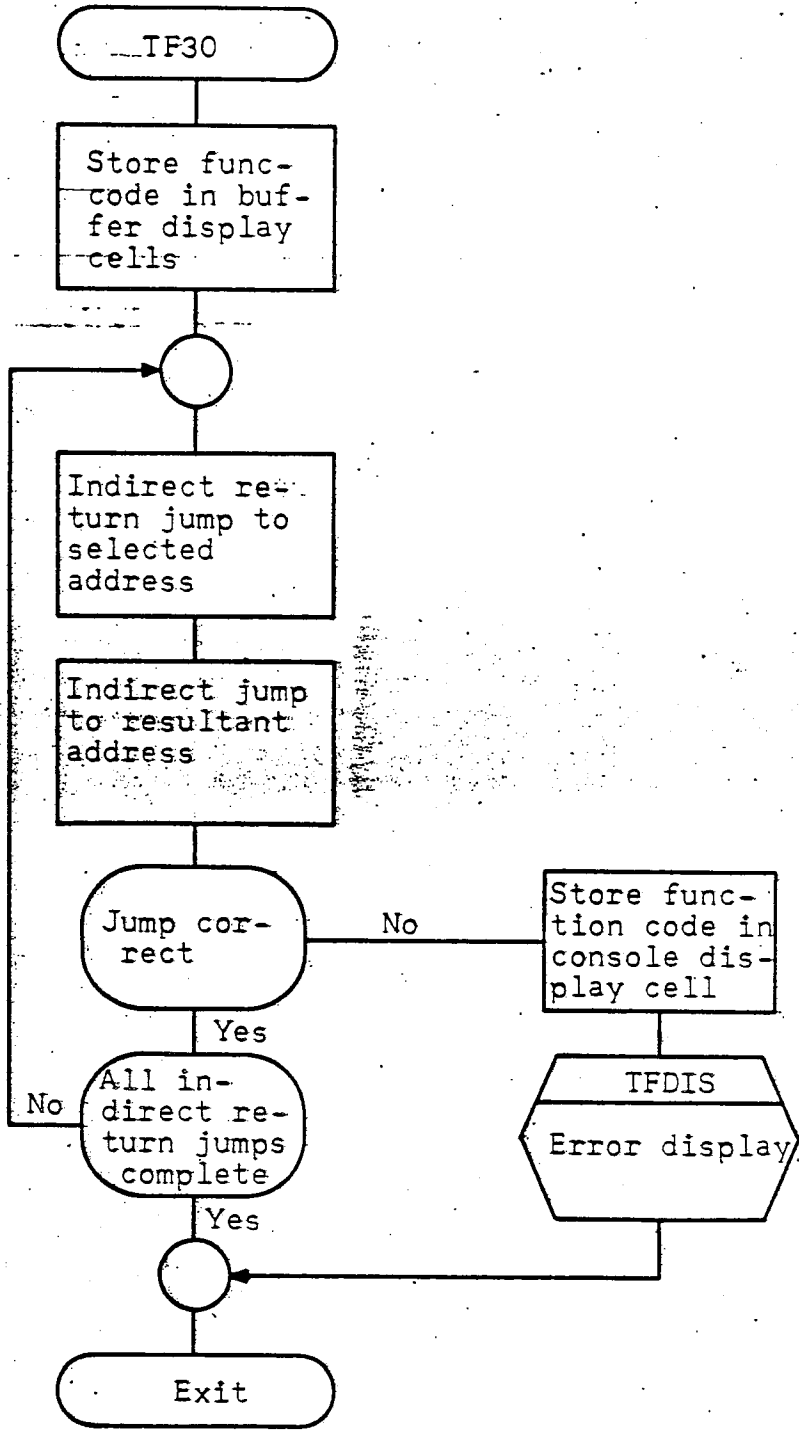 TF30
Store func-
code in buf-
fer display
cells
Indirect re-
turn jump to
selected
address
Indirect jump
to resultant
address
Jump cor-
rect
No
Store func-
tion code in
console dis-
play cell
Yes
TFDIS
Error display
All in-
direct re-
turn jumps
complete
No
Yes
Exit